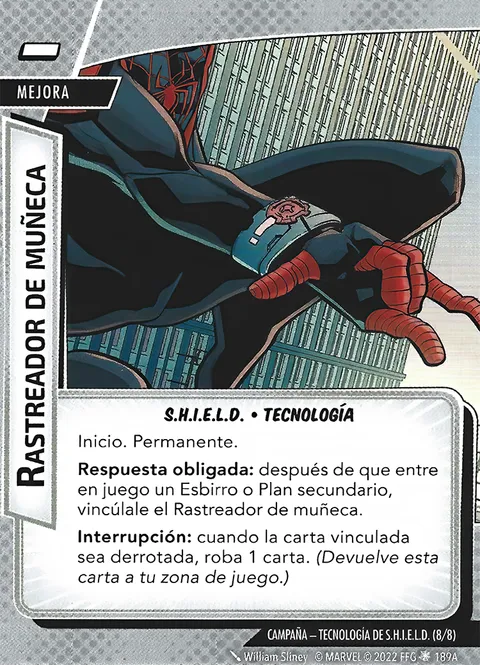 MEJORA
RASTREADOR DE MUÑECA
S.H.I.E.L.D. • TECNOLOGÍA
Inicio. Permanente.
Respuesta obligada: después de que entre
en juego un Esbirro o Plan secundario,
vincúlale el Rastreador de muñeca.
Interrupción: cuando la carta vinculada
sea derrotada, roba 1 carta. (Devuelve esta
carta a tu zona de juego.)
CAMPAÑA – TECNOLOGÍA DE S.H.I.E.L.D. (8/8)
William Sliney © MARVEL © 2022 FFG 189A